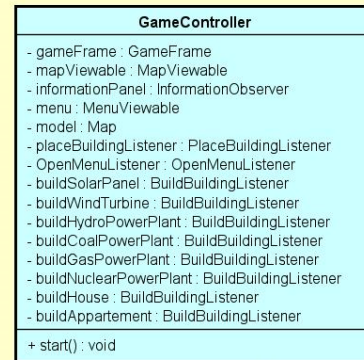 GameController
- gameFrame : GameFrame
- mapViewable : MapViewable
- informationPanel : InformationObserver
- menu : MenuViewable
- model : Map
- placeBuildingListener : PlaceBuildingListener
- OpenMenuListener : OpenMenuListener
- buildSolarPanel : BuildBuildingListener
- buildWindTurbine : BuildBuildingListener
- buildHydroPowerPlant : BuildBuildingListener
- buildCoalPowerPlant : BuildBuildingListener
- buildGasPowerPlant : BuildBuildingListener
- buildNuclearPowerPlant : BuildBuildingListener
- buildHouse : BuildBuildingListener
- buildAppartement : BuildBuildingListener
+ start() : void